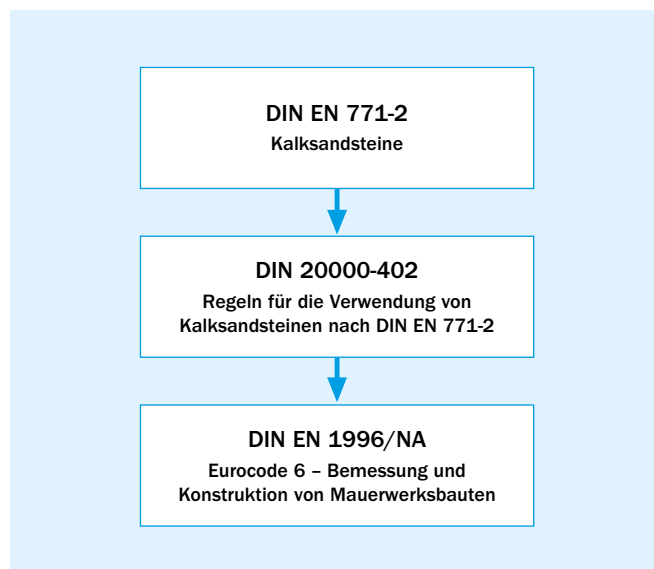 DIN EN 771-2
Kalksandsteine
DIN 20000-402
Regeln für die Verwendung von
Kalksandsteinen nach DIN EN 771-2
DIN EN 1996/NA
Eurocode 6 – Bemessung und
Konstruktion von Mauerwerksbauten